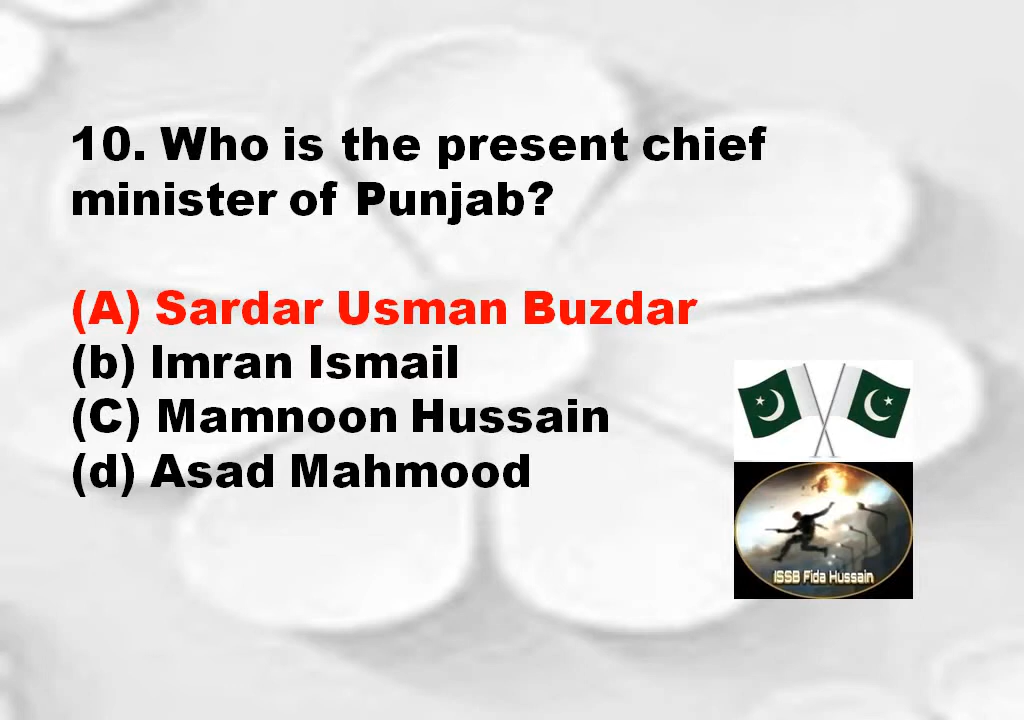 10. Who is the present chief
minister of Punjab?
(A) Sardar Usman Buzdar
(b) Imran Ismail
(C) Mamnoon Hussain
(d) Asad Mahmood
ISSB Fida Hussain